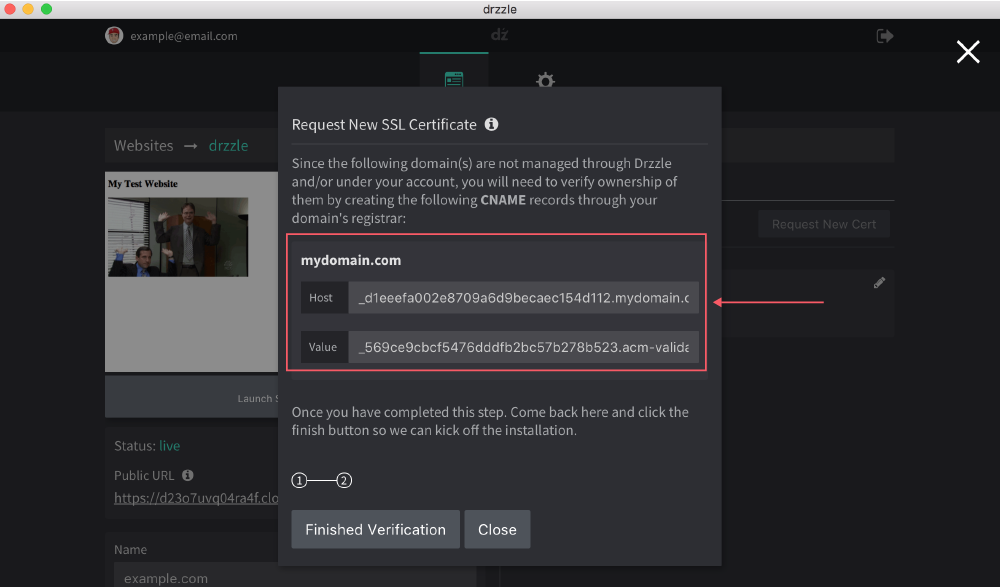 drzzle
example@email.com
dz
Request New SSL Certificate
Websites → drzzle
Since the following domain(s) are not managed through Drzzle
and/or under your account, you will need to verify ownership of
them by creating the following CNAME records through your
domain's registrar:
My Test Website
Request New Cert
mydomain.com
Host
_d1eeefa002e8709a6d9becaec154d112.mydomain.c
Value
_569ce9cbcf5476dddfb2bc57b278b523.acm-valida
Launch S
Once you have completed this step. Come back here and click the
finish button so we can kick off the installation.
Status: live
Public URL
https://d23o7uvq04ra4f.clo
1
2
Finished Verification
Close
Name
example.com